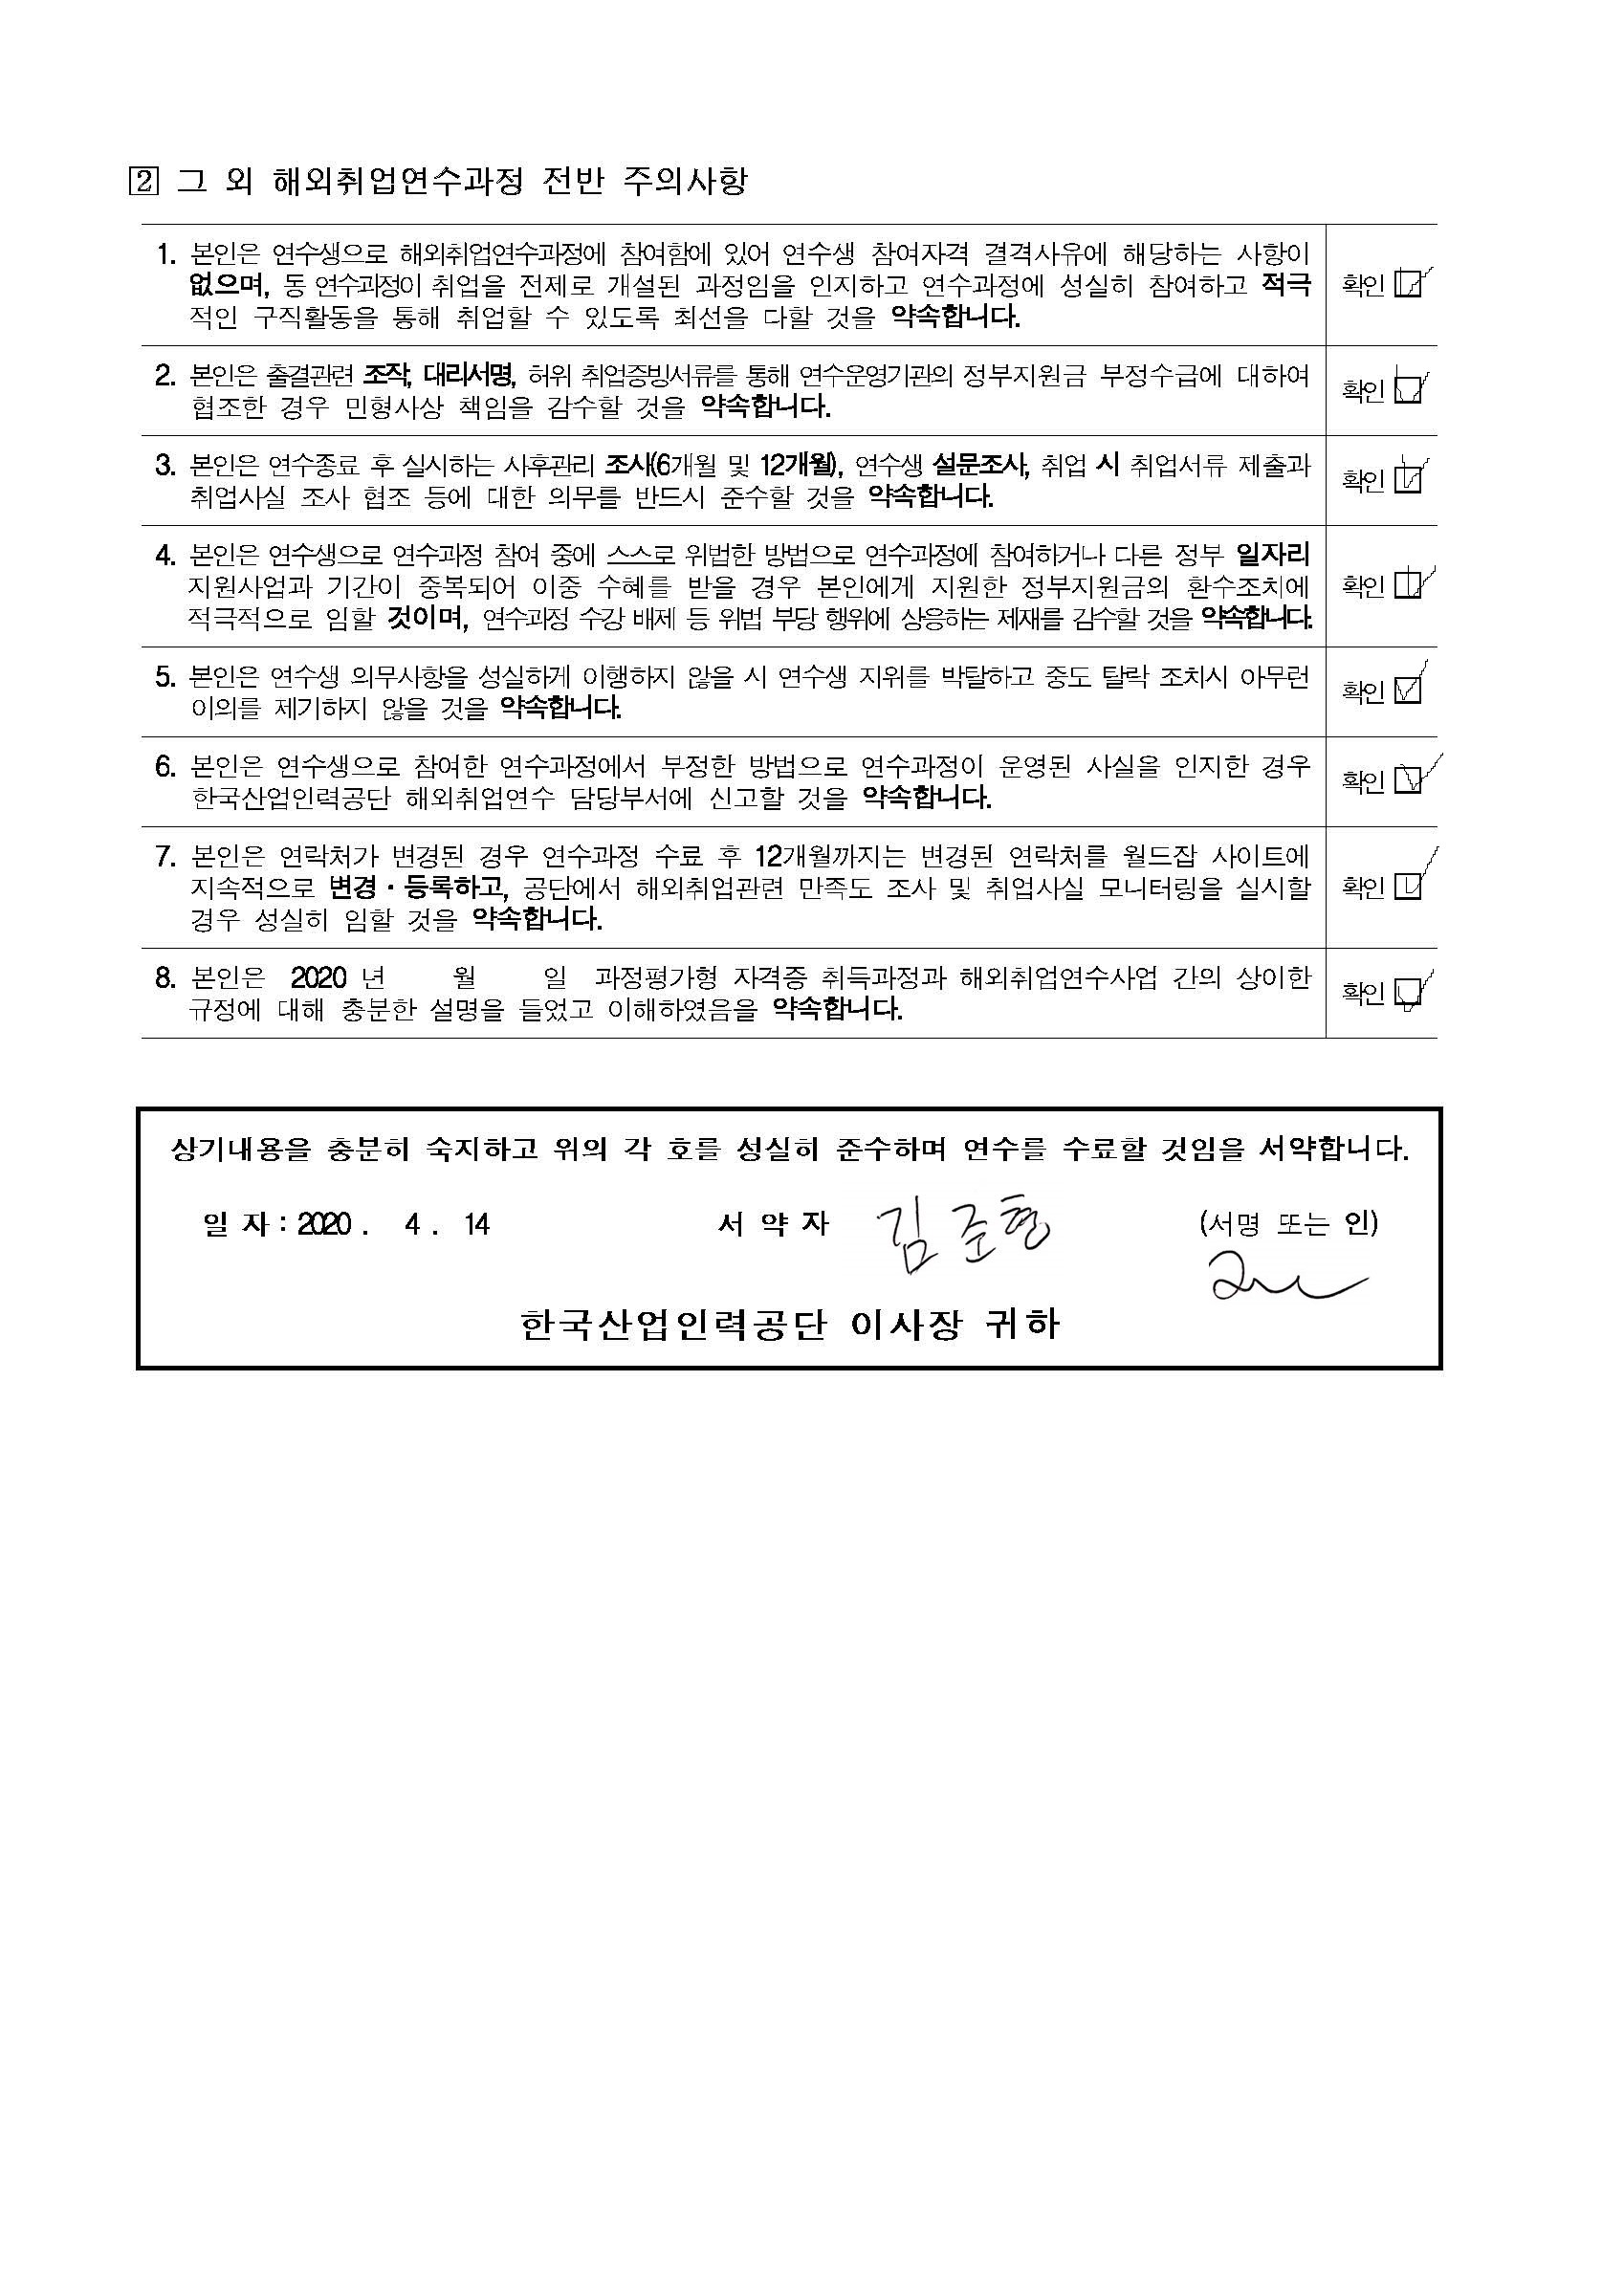 2 그 외 해외취업연수과정 전반 주의사항
1. 본인은 연수생으로 해외취업연수과정에 참여함에 있어 연수생 참여자격 결격사유에 해당하는 사항이
없으며, 동 연수과정이 취업을 전제로 개설된 과정임을 인지하고 연수과정에 성실히 참여하고 적극
적인 구직활동을 통해 취업할 수 있도록 최선을 다할 것을 약속합니다.
확인
2. 본인은 출결관련 조작, 대리서명, 허위 취업증빙서류를 통해 연수운영기관의 정부지원금 부정수급에 대하여
협조한 경우 민형사상 책임을 감수할 것을 약속합니다.
확인
3. 본인은 연수종료 후 실시하는 사후관리 조사(6개월 및 12개월), 연수생 설문조사, 취업 시 취업서류 제출과
취업사실 조사 협조 등에 대한 의무를 반드시 준수할 것을 약속합니다.
확인
4. 본인은 연수생으로 연수과정 참여 중에 스스로 위법한 방법으로 연수과정에 참여하거나 다른 정부 일자리
지원사업과 기간이 중복되어 이중 수혜를 받을 경우 본인에게 지원한 정부지원금의 환수조치에
적극적으로 임할 것이며, 연수과정 수강 배제 등 위법 부당 행위에 상응하는 제재를 감수할 것을 약속합니다.
확인
5. 본인은 연수생 의무사항을 성실하게 이행하지 않을 시 연수생 지위를 박탈하고 중도 탈락 조치시 아무런
이의를 제기하지 않을 것을 약속합니다.
확인
6. 본인은 연수생으로 참여한 연수과정에서 부정한 방법으로 연수과정이 운영된 사실을 인지한 경우
한국산업인력공단 해외취업연수 담당부서에 신고할 것을 약속합니다.
확인
7. 본인은 연락처가 변경된 경우 연수과정 수료 후 12개월까지는 변경된 연락처를 월드잡 사이트에
지속적으로 변경·등록하고, 공단에서 해외취업관련 만족도 조사 및 취업사실 모니터링을 실시할
경우 성실히 임할 것을 약속합니다.
확인
8. 본인은 2020 년 월 일 과정평가형 자격증 취득과정과 해외취업연수사업 간의 상이한
규정에 대해 충분한 설명을 들었고 이해하였음을 약속합니다.
확인
상기내용을 충분히 숙지하고 위의 각 호를 성실히 준수하며 연수를 수료할 것임을 서약합니다.
일 자 : 2020 . 4 . 14 서 약 자 김준형 (서명 또는 인)
한국산업인력공단 이사장 귀하